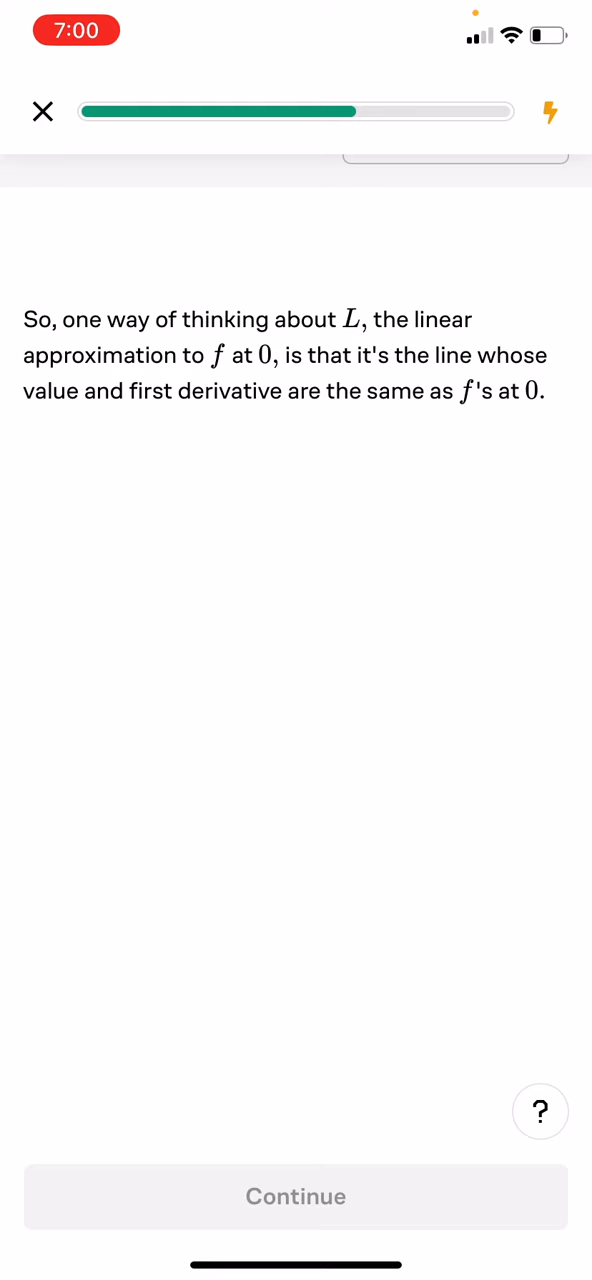 7:00
So, one way of thinking about L, the linear
approximation to f at 0, is that it's the line whose
value and first derivative are the same as f's at 0.
?
Continue